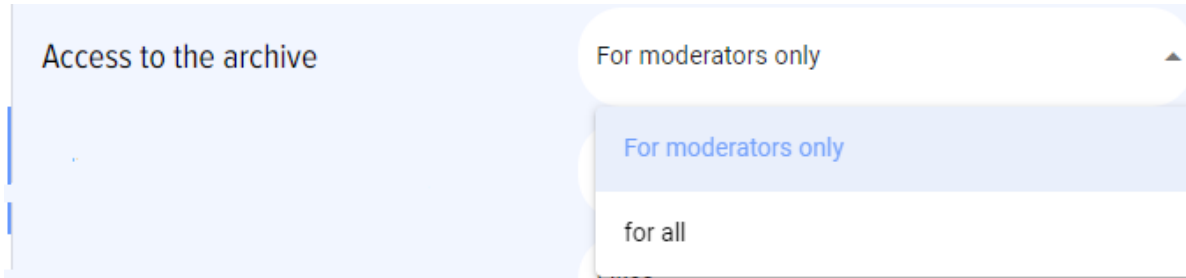 Access to the archive
For moderators only
For moderators only
for all